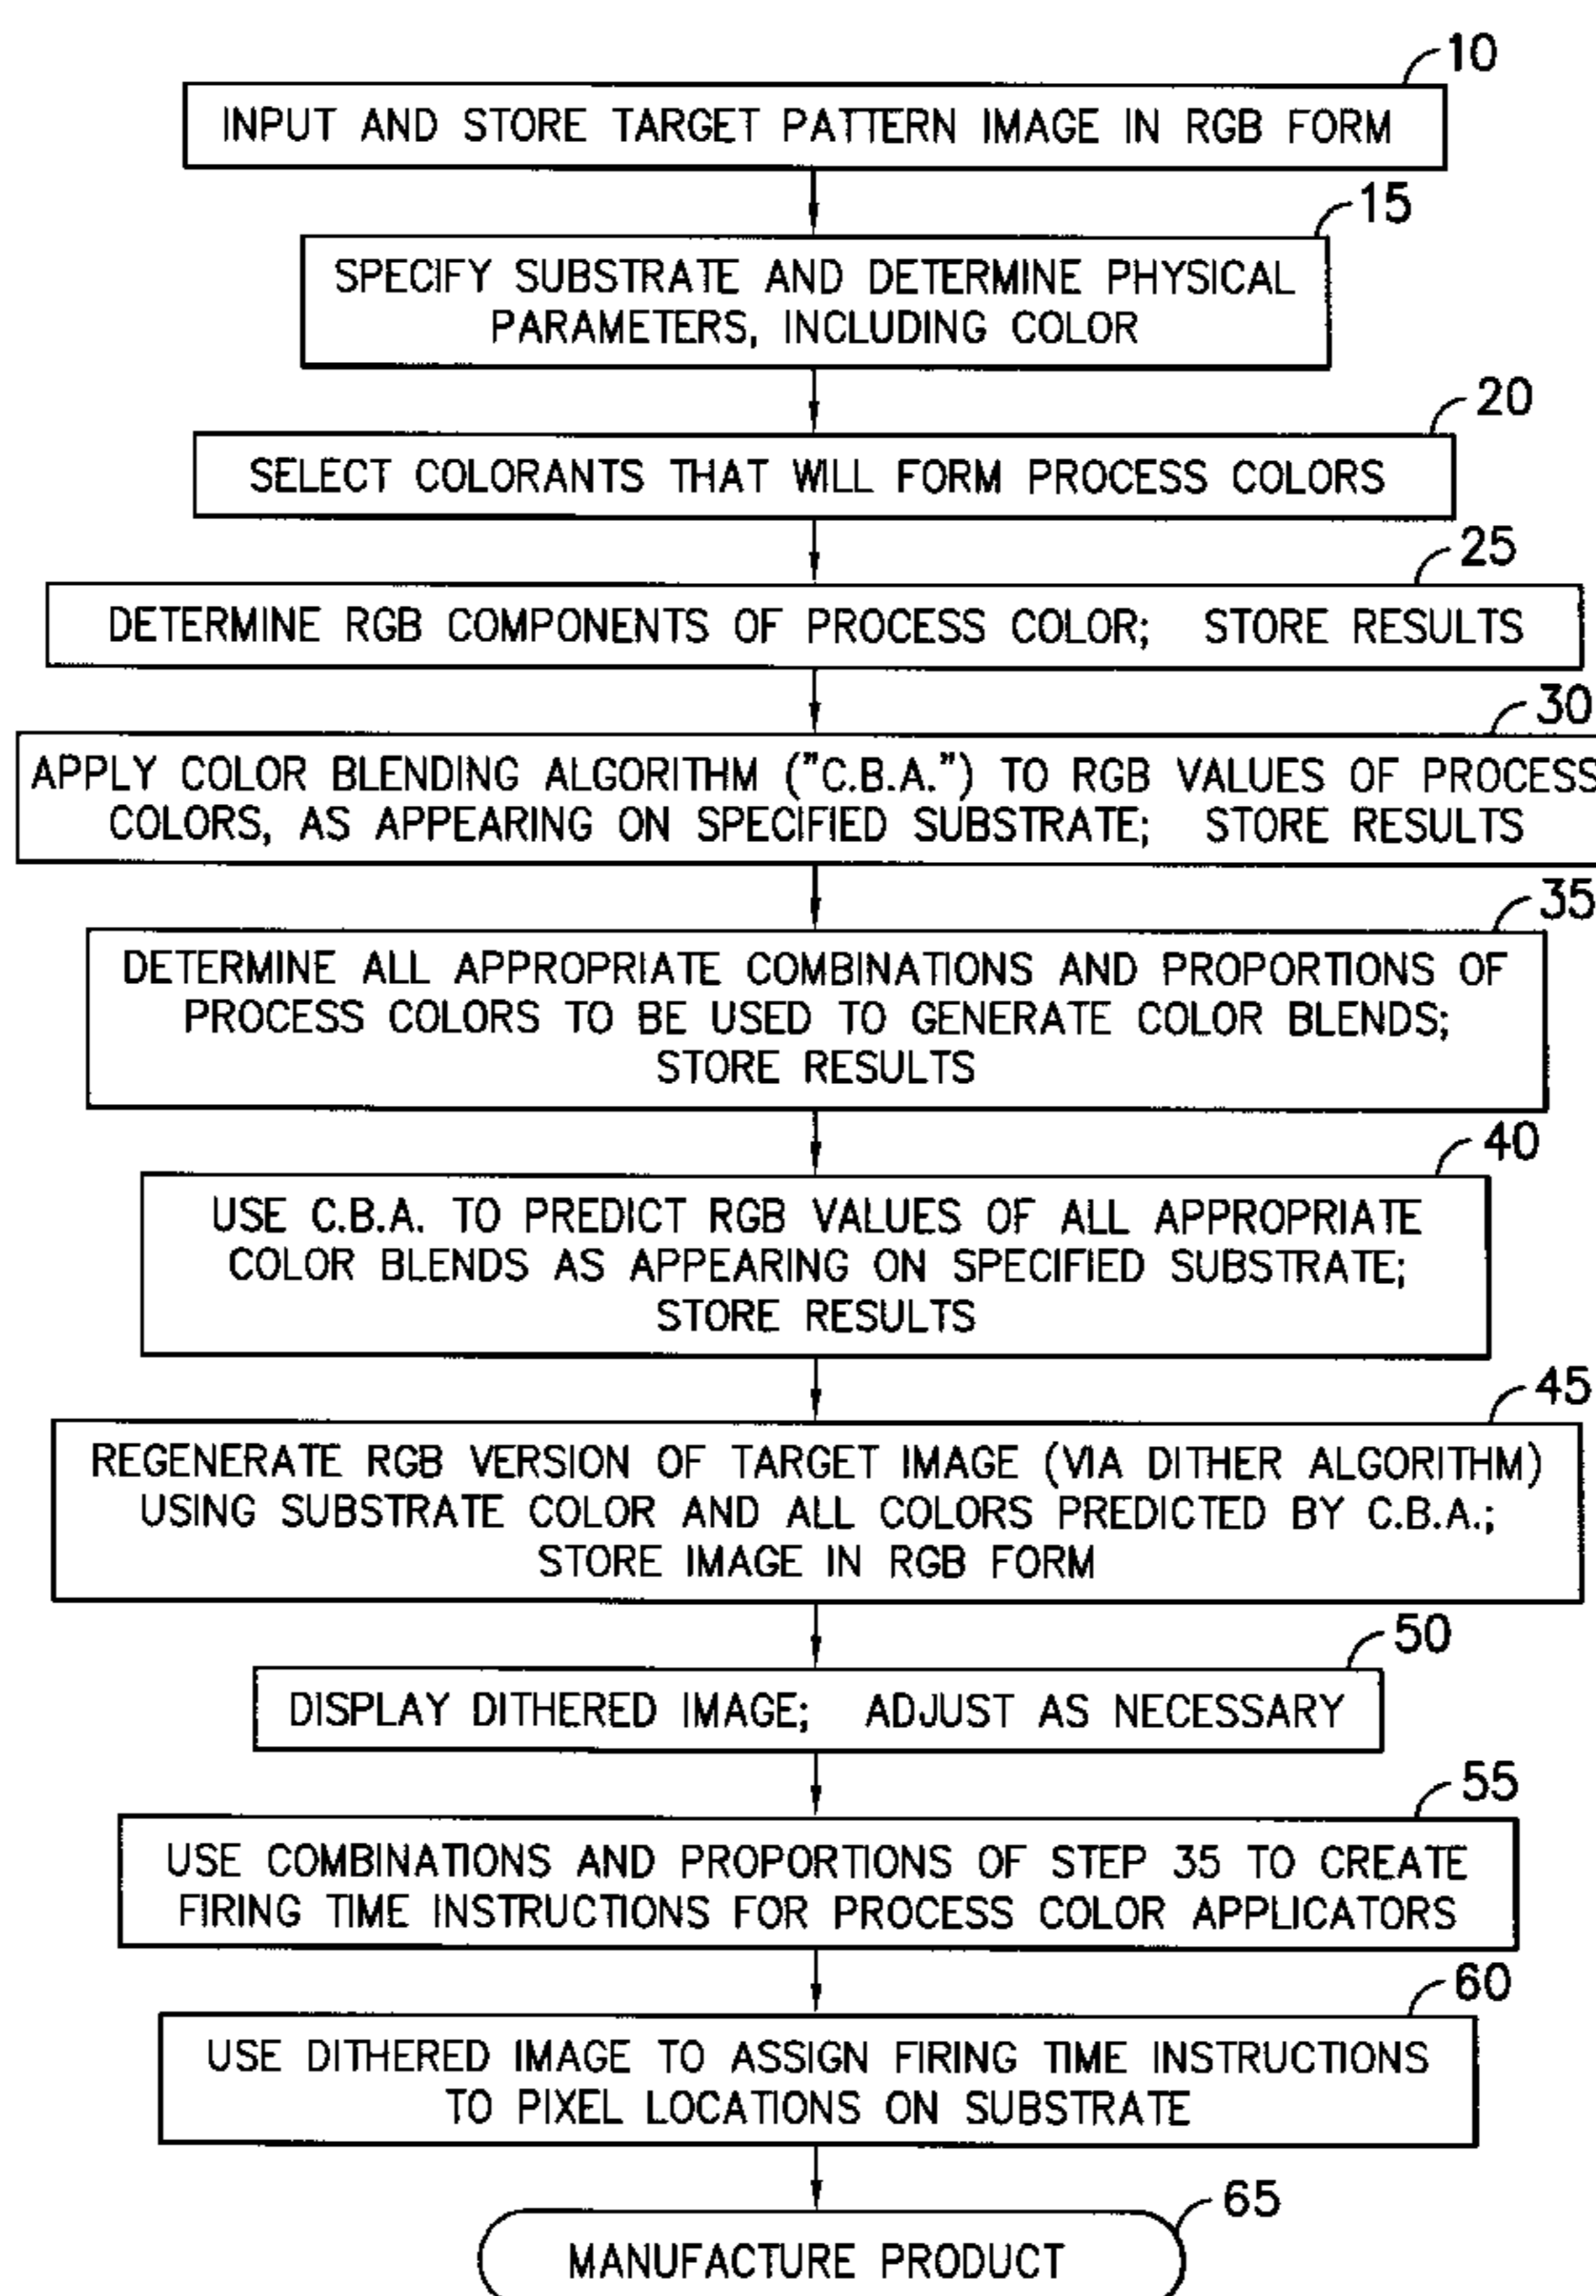 10
INPUT AND STORE TARGET PATTERN IMAGE IN RGB FORM
15
SPECIFY SUBSTRATE AND DETERMINE PHYSICAL
PARAMETERS, INCLUDING COLOR
20
SELECT COLORANTS THAT WILL FORM PROCESS COLORS
25
DETERMINE RGB COMPONENTS OF PROCESS COLOR; STORE RESULTS
30
APPLY COLOR BLENDING ALGORITHM ("C.B.A.") TO RGB VALUES OF PROCESS
COLORS, AS APPEARING ON SPECIFIED SUBSTRATE; STORE RESULTS
35
DETERMINE ALL APPROPRIATE COMBINATIONS AND PROPORTIONS OF
PROCESS COLORS TO BE USED TO GENERATE COLOR BLENDS;
STORE RESULTS
40
USE C.B.A. TO PREDICT RGB VALUES OF ALL APPROPRIATE
COLOR BLENDS AS APPEARING ON SPECIFIED SUBSTRATE;
STORE RESULTS
45
REGENERATE RGB VERSION OF TARGET IMAGE (VIA DITHER ALGORITHM)
USING SUBSTRATE COLOR AND ALL COLORS PREDICTED BY C.B.A.;
STORE IMAGE IN RGB FORM
50
DISPLAY DITHERED IMAGE; ADJUST AS NECESSARY
55
USE COMBINATIONS AND PROPORTIONS OF STEP 35 TO CREATE
FIRING TIME INSTRUCTIONS FOR PROCESS COLOR APPLICATORS
60
USE DITHERED IMAGE TO ASSIGN FIRING TIME INSTRUCTIONS
TO PIXEL LOCATIONS ON SUBSTRATE
65
MANUFACTURE PRODUCT